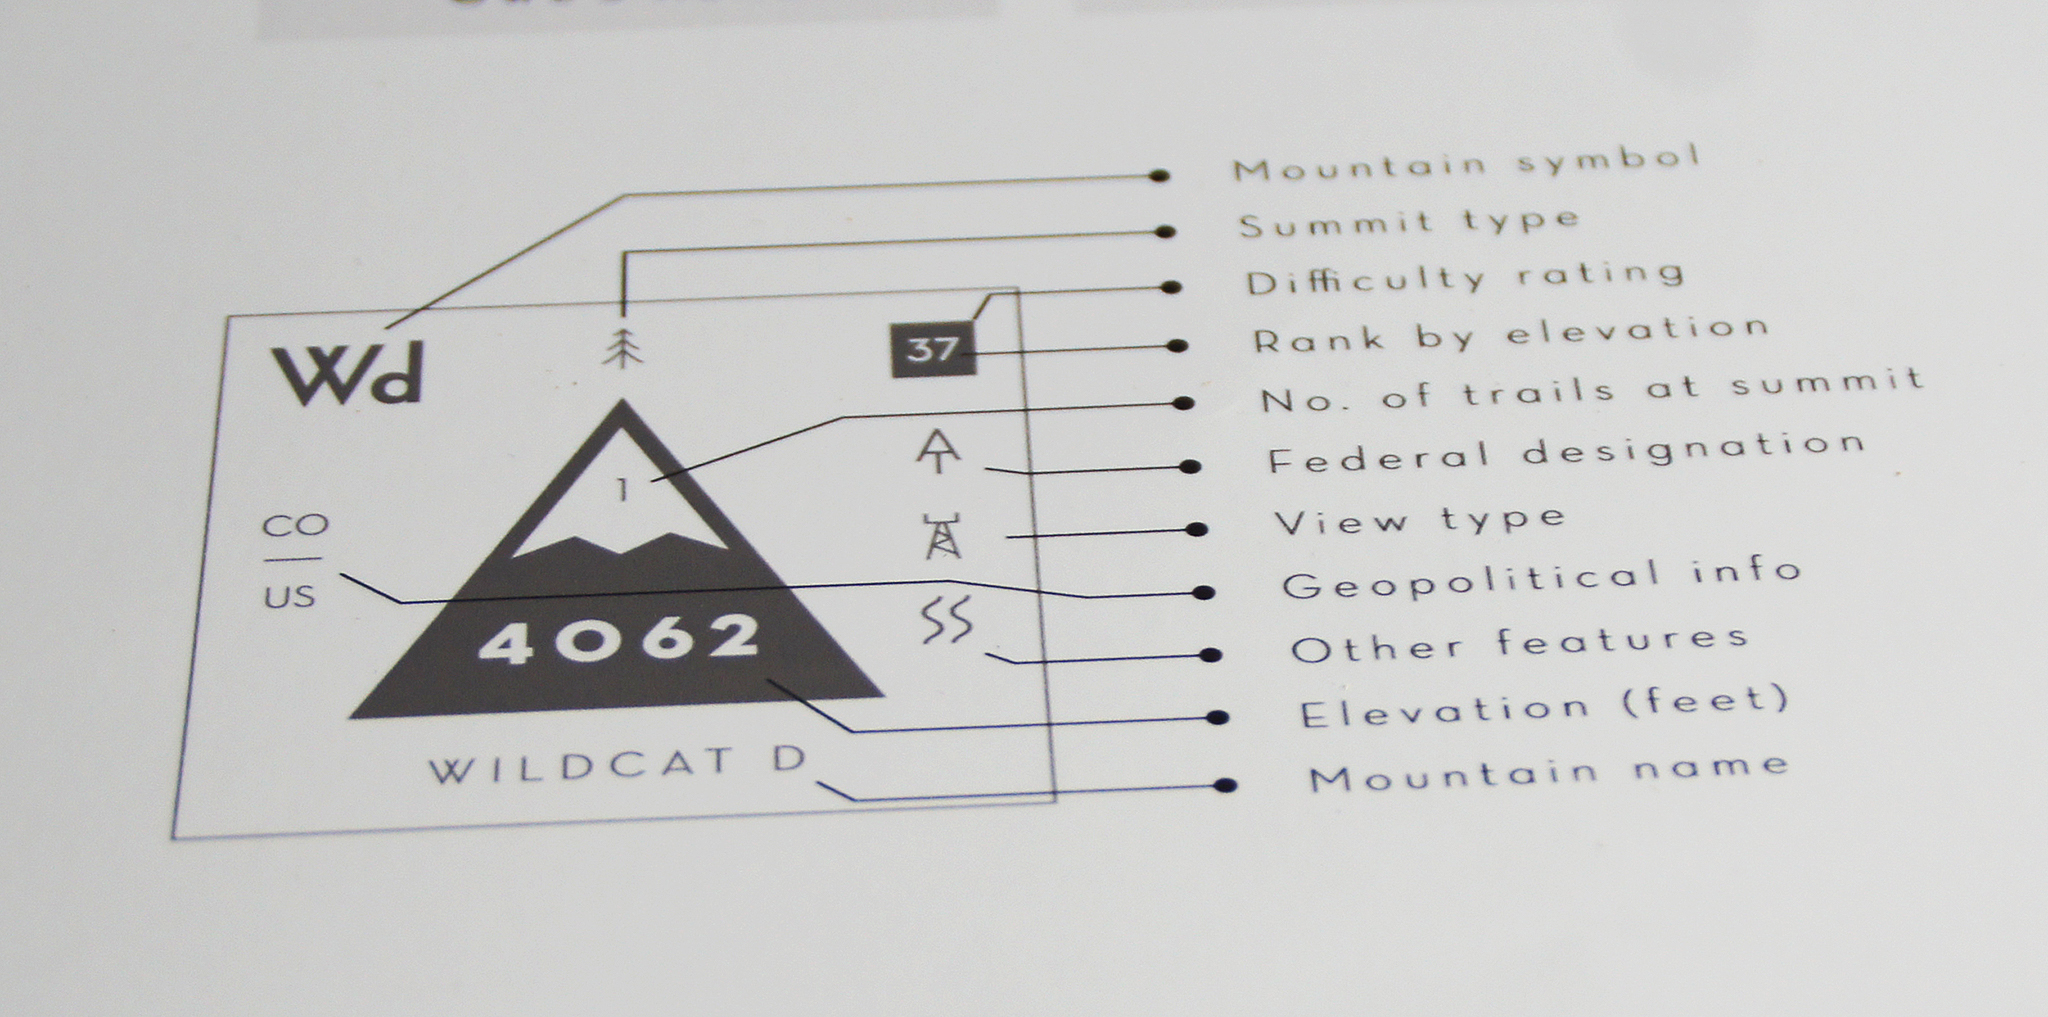 Mountain symbol
Summit type
Difficulty rating
Rank by elevation
No. of trails at summit
Federal designation
View type
Geopolitical info
Other features
Elevation (feet)
Mountain name
Wd
37
1
CO
US
4062
WILDCAT D